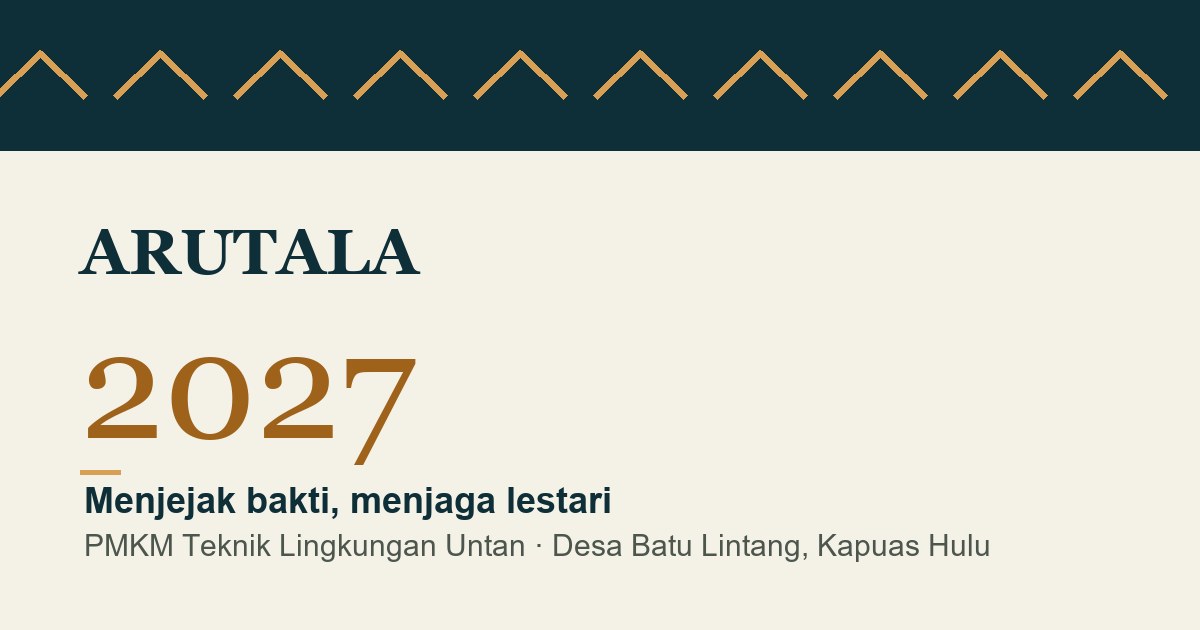 ARUTALA
2027
Menjejak bakti, menjaga lestari
PMKM Teknik Lingkungan Untan · Desa Batu Lintang, Kapuas Hulu